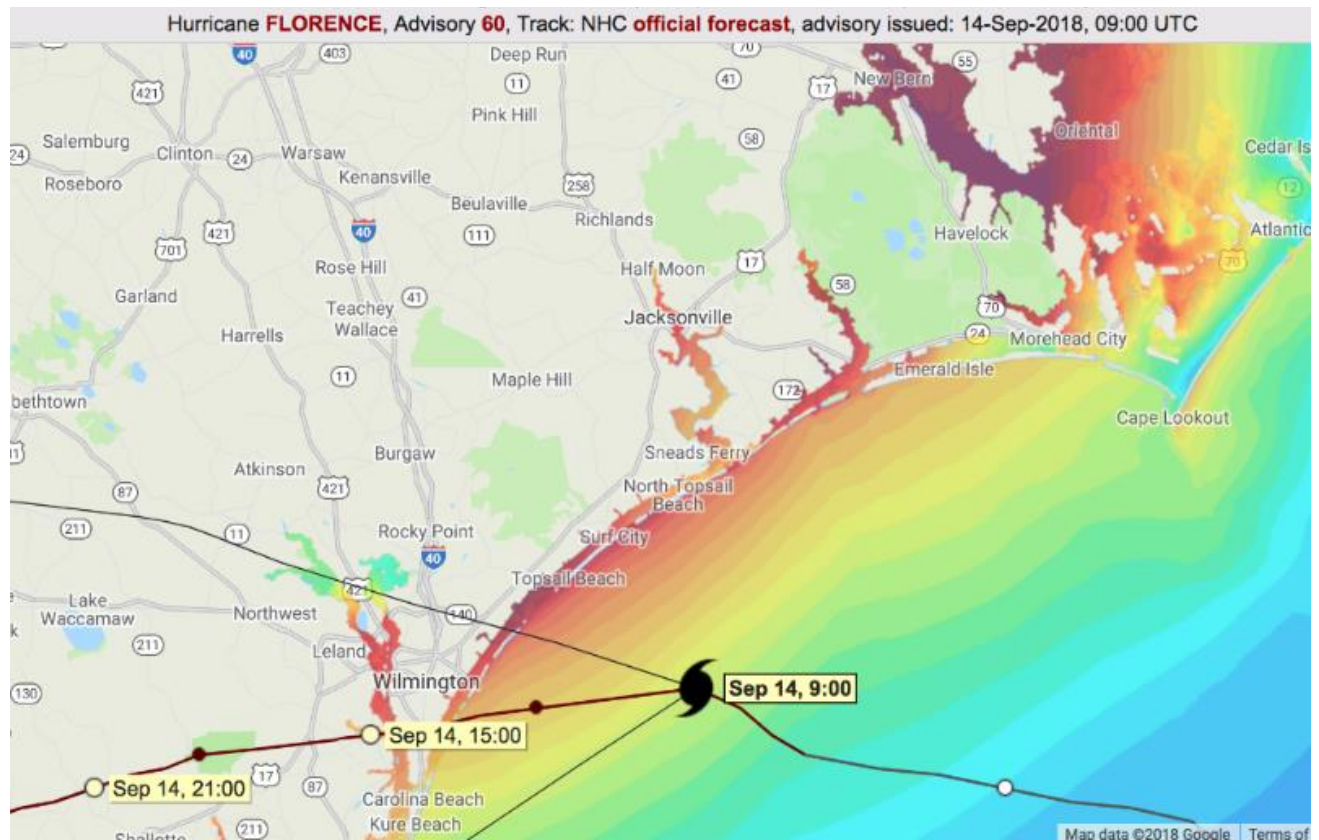 Hurricane FLORENCE, Advisory 60, Track: NHC official forecast, advisory issued: 14-Sep-2018, 09:00 UTC
40
403
Deep Run
70
55
421
11
41
17
New Bern
Pink Hill
Salemburg
58
Oriental
24
Clinton
24
Warsaw
Cedar Is
Roseboro
Kenansville
258
12
Beulaville
Richlands
421
40
111
Havelock
Atlantic
701
17
70
Rose Hill
Half Moon
58
Garland
Teachey
Wallace
41
70
Jacksonville
24
Harrells
Morehead City
Emerald Isle
11
Maple Hill
172
bethtown
Cape Lookout
Burgaw
Sneads Ferry
Atkinson
87
421
North Topsail
Beach
211
11
Rocky Point
Surf City
40
Topsail Beach
421
Lake
Waccamaw
Northwest
140
k
211
Leland
Wilmington
130
Sep 14, 9:00
Sep 14, 15:00
17
Sep 14, 21:00
87
Carolina Beach
Kure Beach
211
Shallotte
Map data ©2018 Google
Terms of